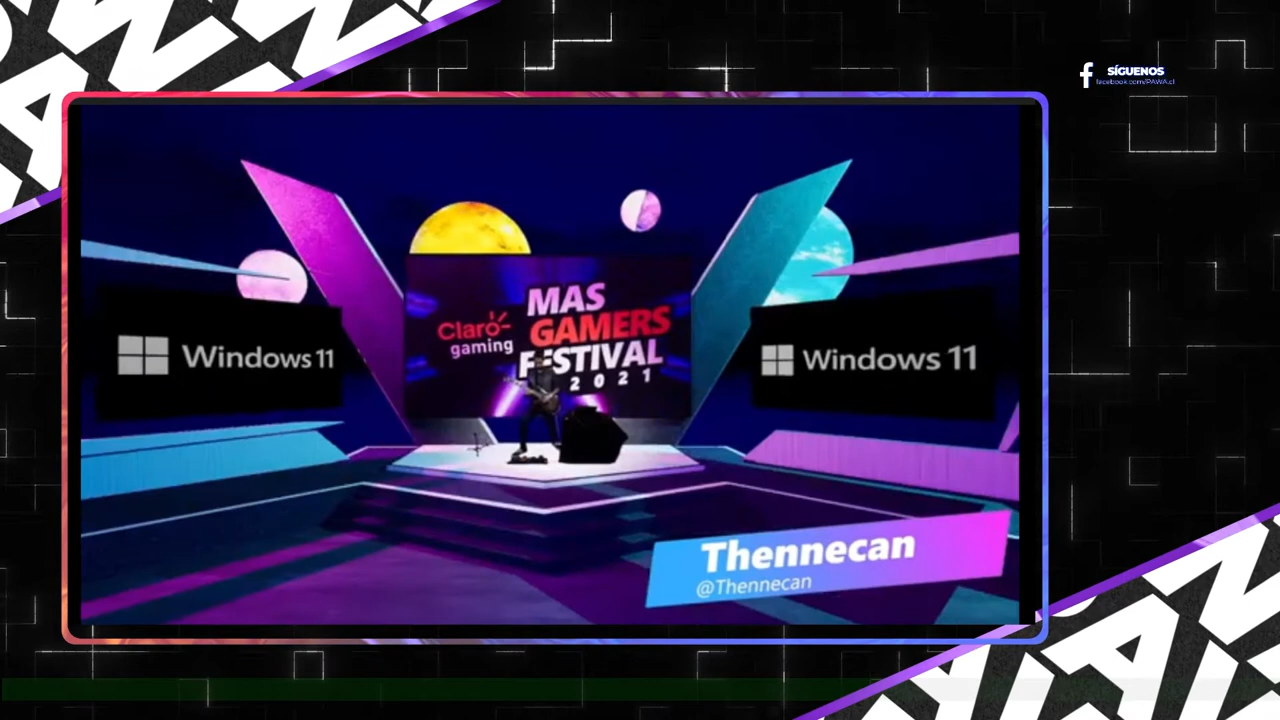 SÍGUENOS
facebook.com/PAWA.cl
Claro
gaming
MAS
GAMERS
FESTIVAL
2021
Windows 11
Windows 11
Thennecan
@Thennecan